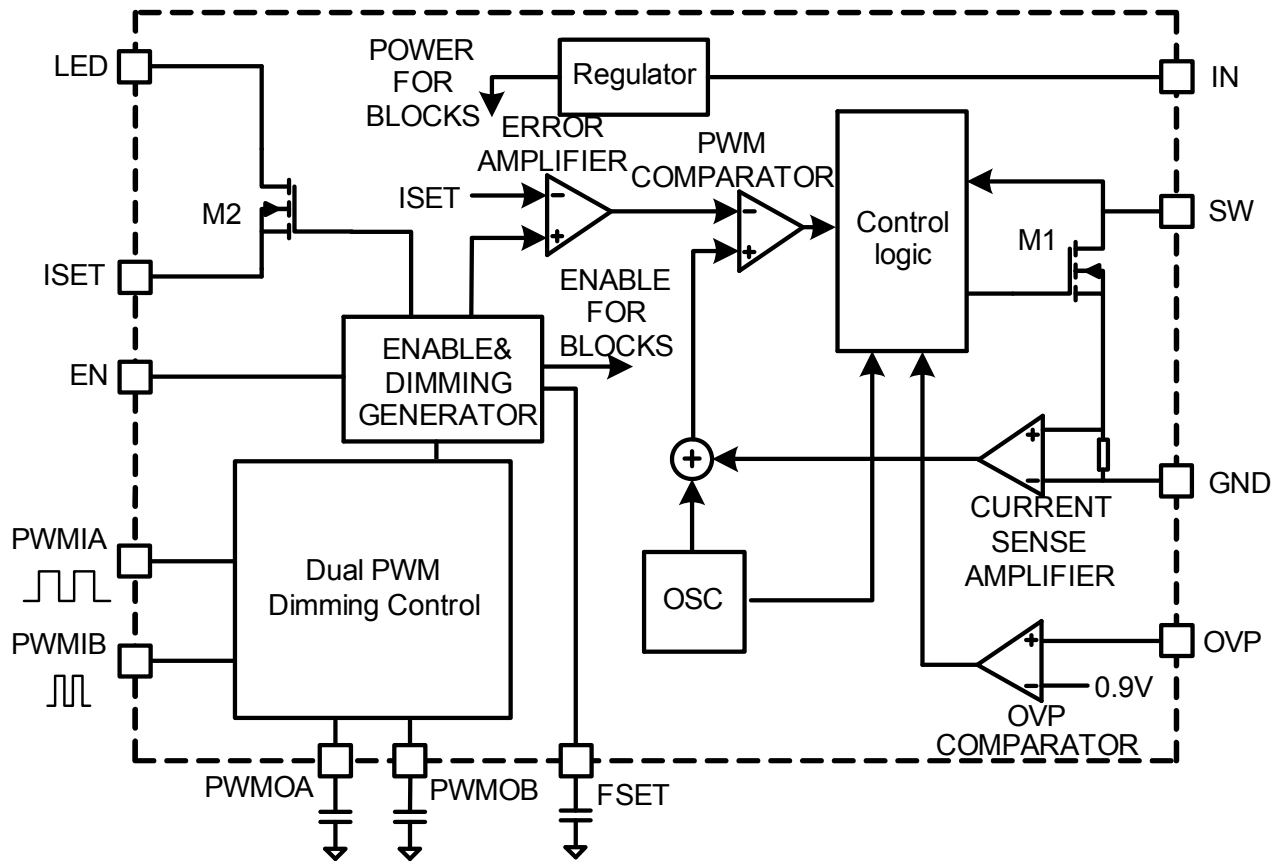 LED
POWER
FOR
BLOCKS
Regulator
IN
ERROR
AMPLIFIER
PWM
COMPARATOR
ISET
M2
Control
logic
SW
M1
ISET
ENABLE
FOR
BLOCKS
EN
ENABLE&
DIMMING
GENERATOR
GND
CURRENT
SENSE
AMPLIFIER
PWMIA
Dual PWM
Dimming Control
OSC
PWMIB
OVP
0.9V
OVP
COMPARATOR
PWMOA
PWMOB
FSET